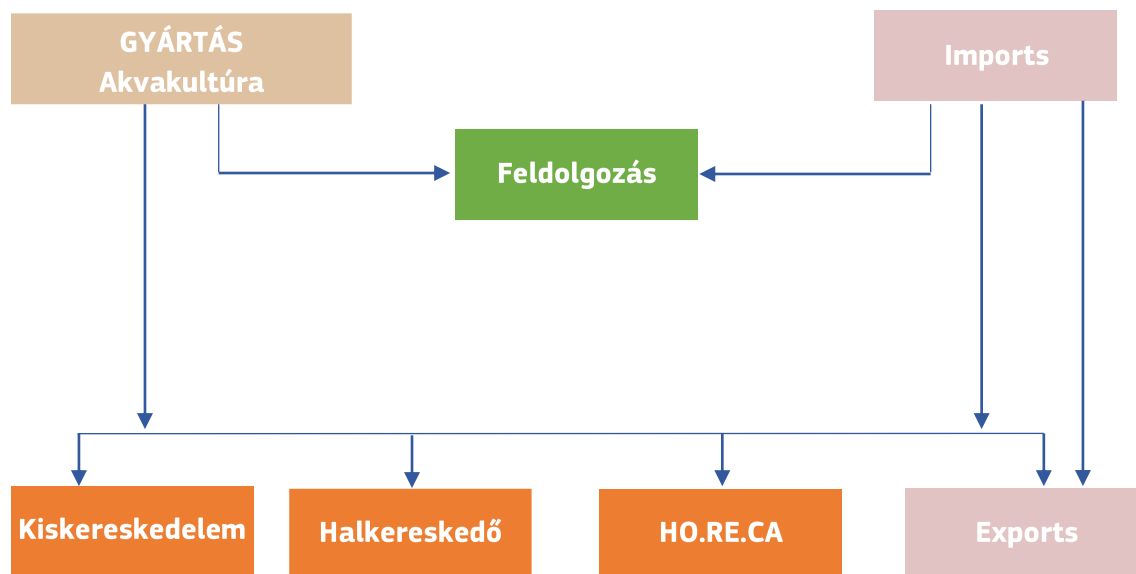 GYÁRTÁS
Akvakultúra
Imports
Feldolgozás
Kiskereskedelem
Halkereskedő
HO.RE.CA
Exports